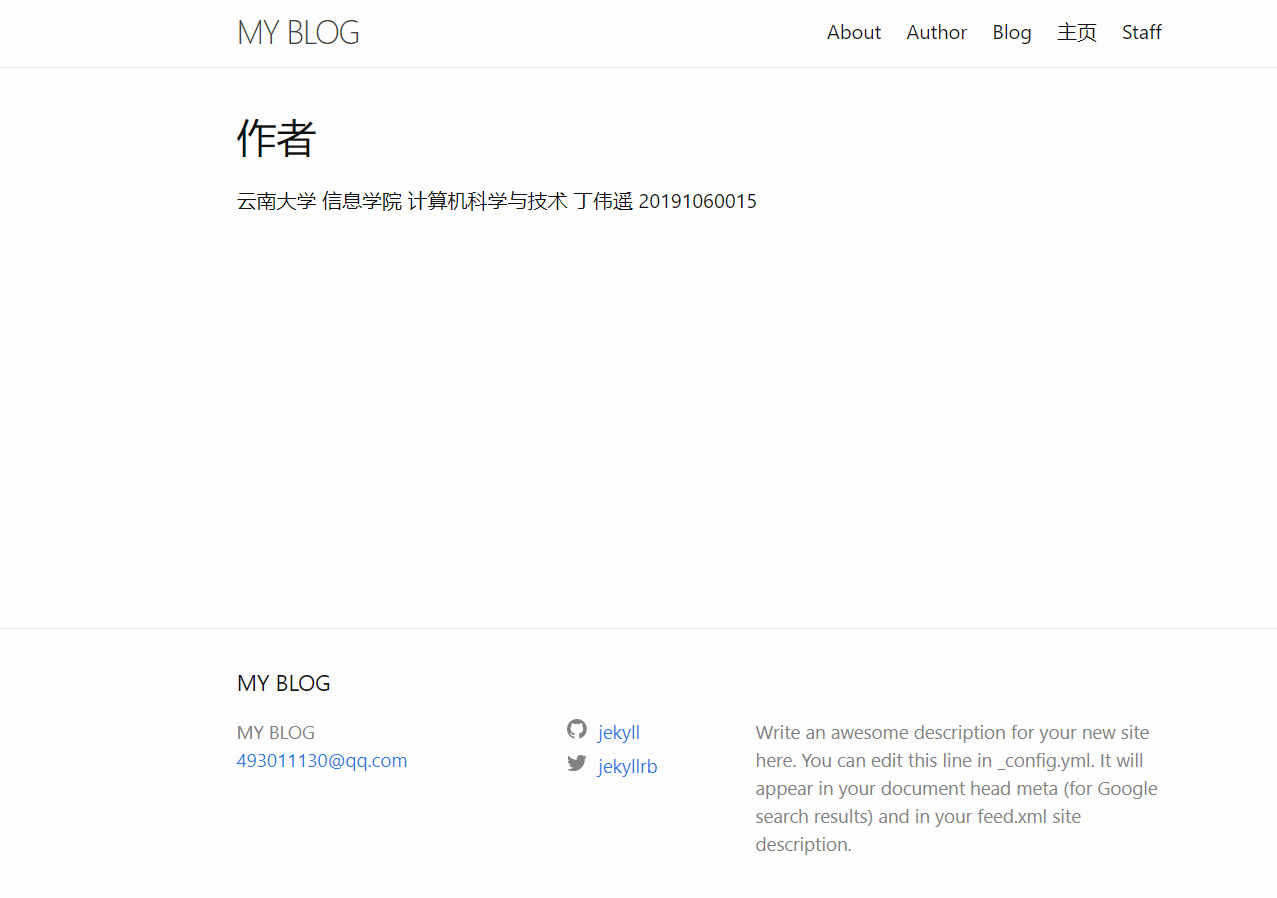 MY BLOG
About Author Blog 主页 Staff
作者
云南大学 信息学院 计算机科学与技术 丁伟遥 20191060015
MY BLOG
MY BLOG
493011130@qq.com
jekyll
jekyllrb
Write an awesome description for your new site
here. You can edit this line in _config.yml. It will
appear in your document head meta (for Google
search results) and in your feed.xml site
description.